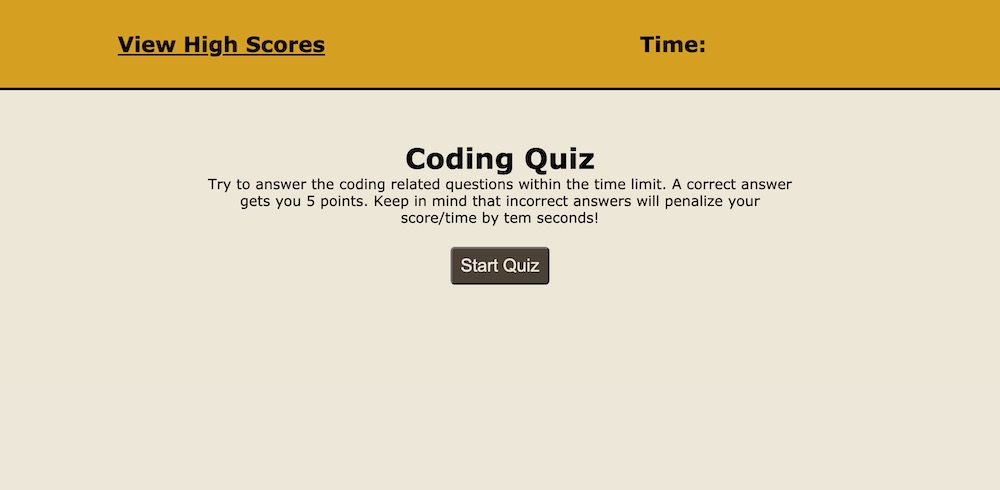 View High Scores
Time:
Coding Quiz
Try to answer the coding related questions within the time limit. A correct answer
gets you 5 points. Keep in mind that incorrect answers will penalize your
score/time by tem seconds!
Start Quiz